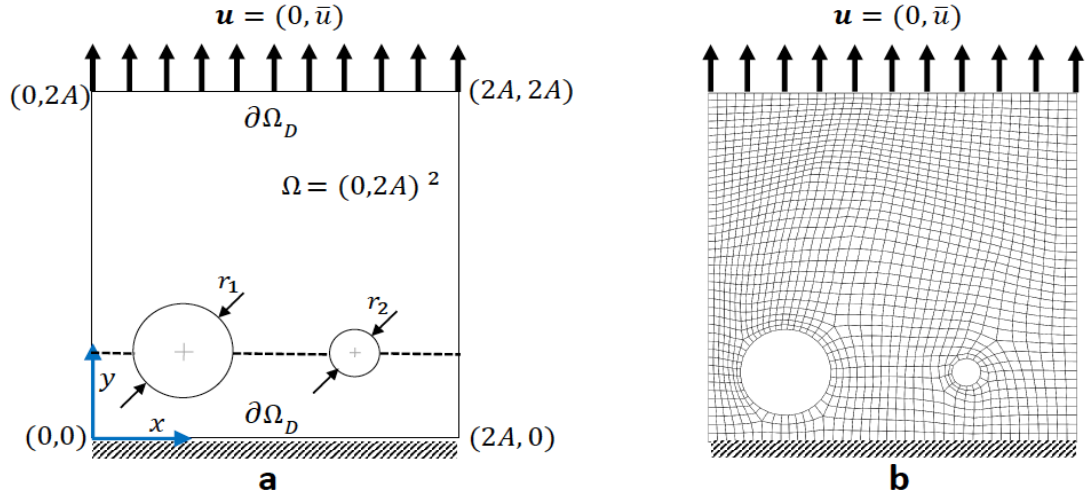 𝒖 = (0, ū)
𝒖 = (0, ū)
(0,2A)
(2A, 2A)
∂Ω_D
Ω = (0,2A) ²
r₁
r₂
y
x
∂Ω_D
(0,0)
(2A, 0)
a
b